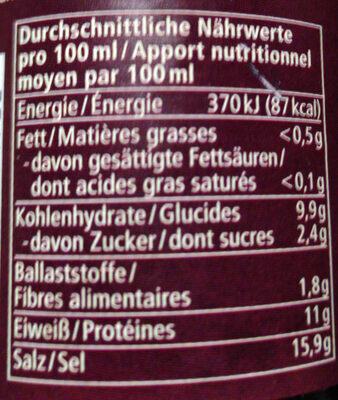 Durchschnittliche Nährwerte
pro 100 ml / Apport nutritionnel
moyen par 100 ml
Energie / Énergie 370 kJ (87 kcal)
Fett / Matières grasses <0,5g
-davon gesättigte Fettsäuren /
dont acides gras saturés <0,1g
Kohlenhydrate / Glucides 9,9g
-davon Zucker / dont sucres 2,4g
Ballaststoffe /
Fibres alimentaires 1,8g
Eiweiß / Protéines 11g
Salz / Sel 15,9g